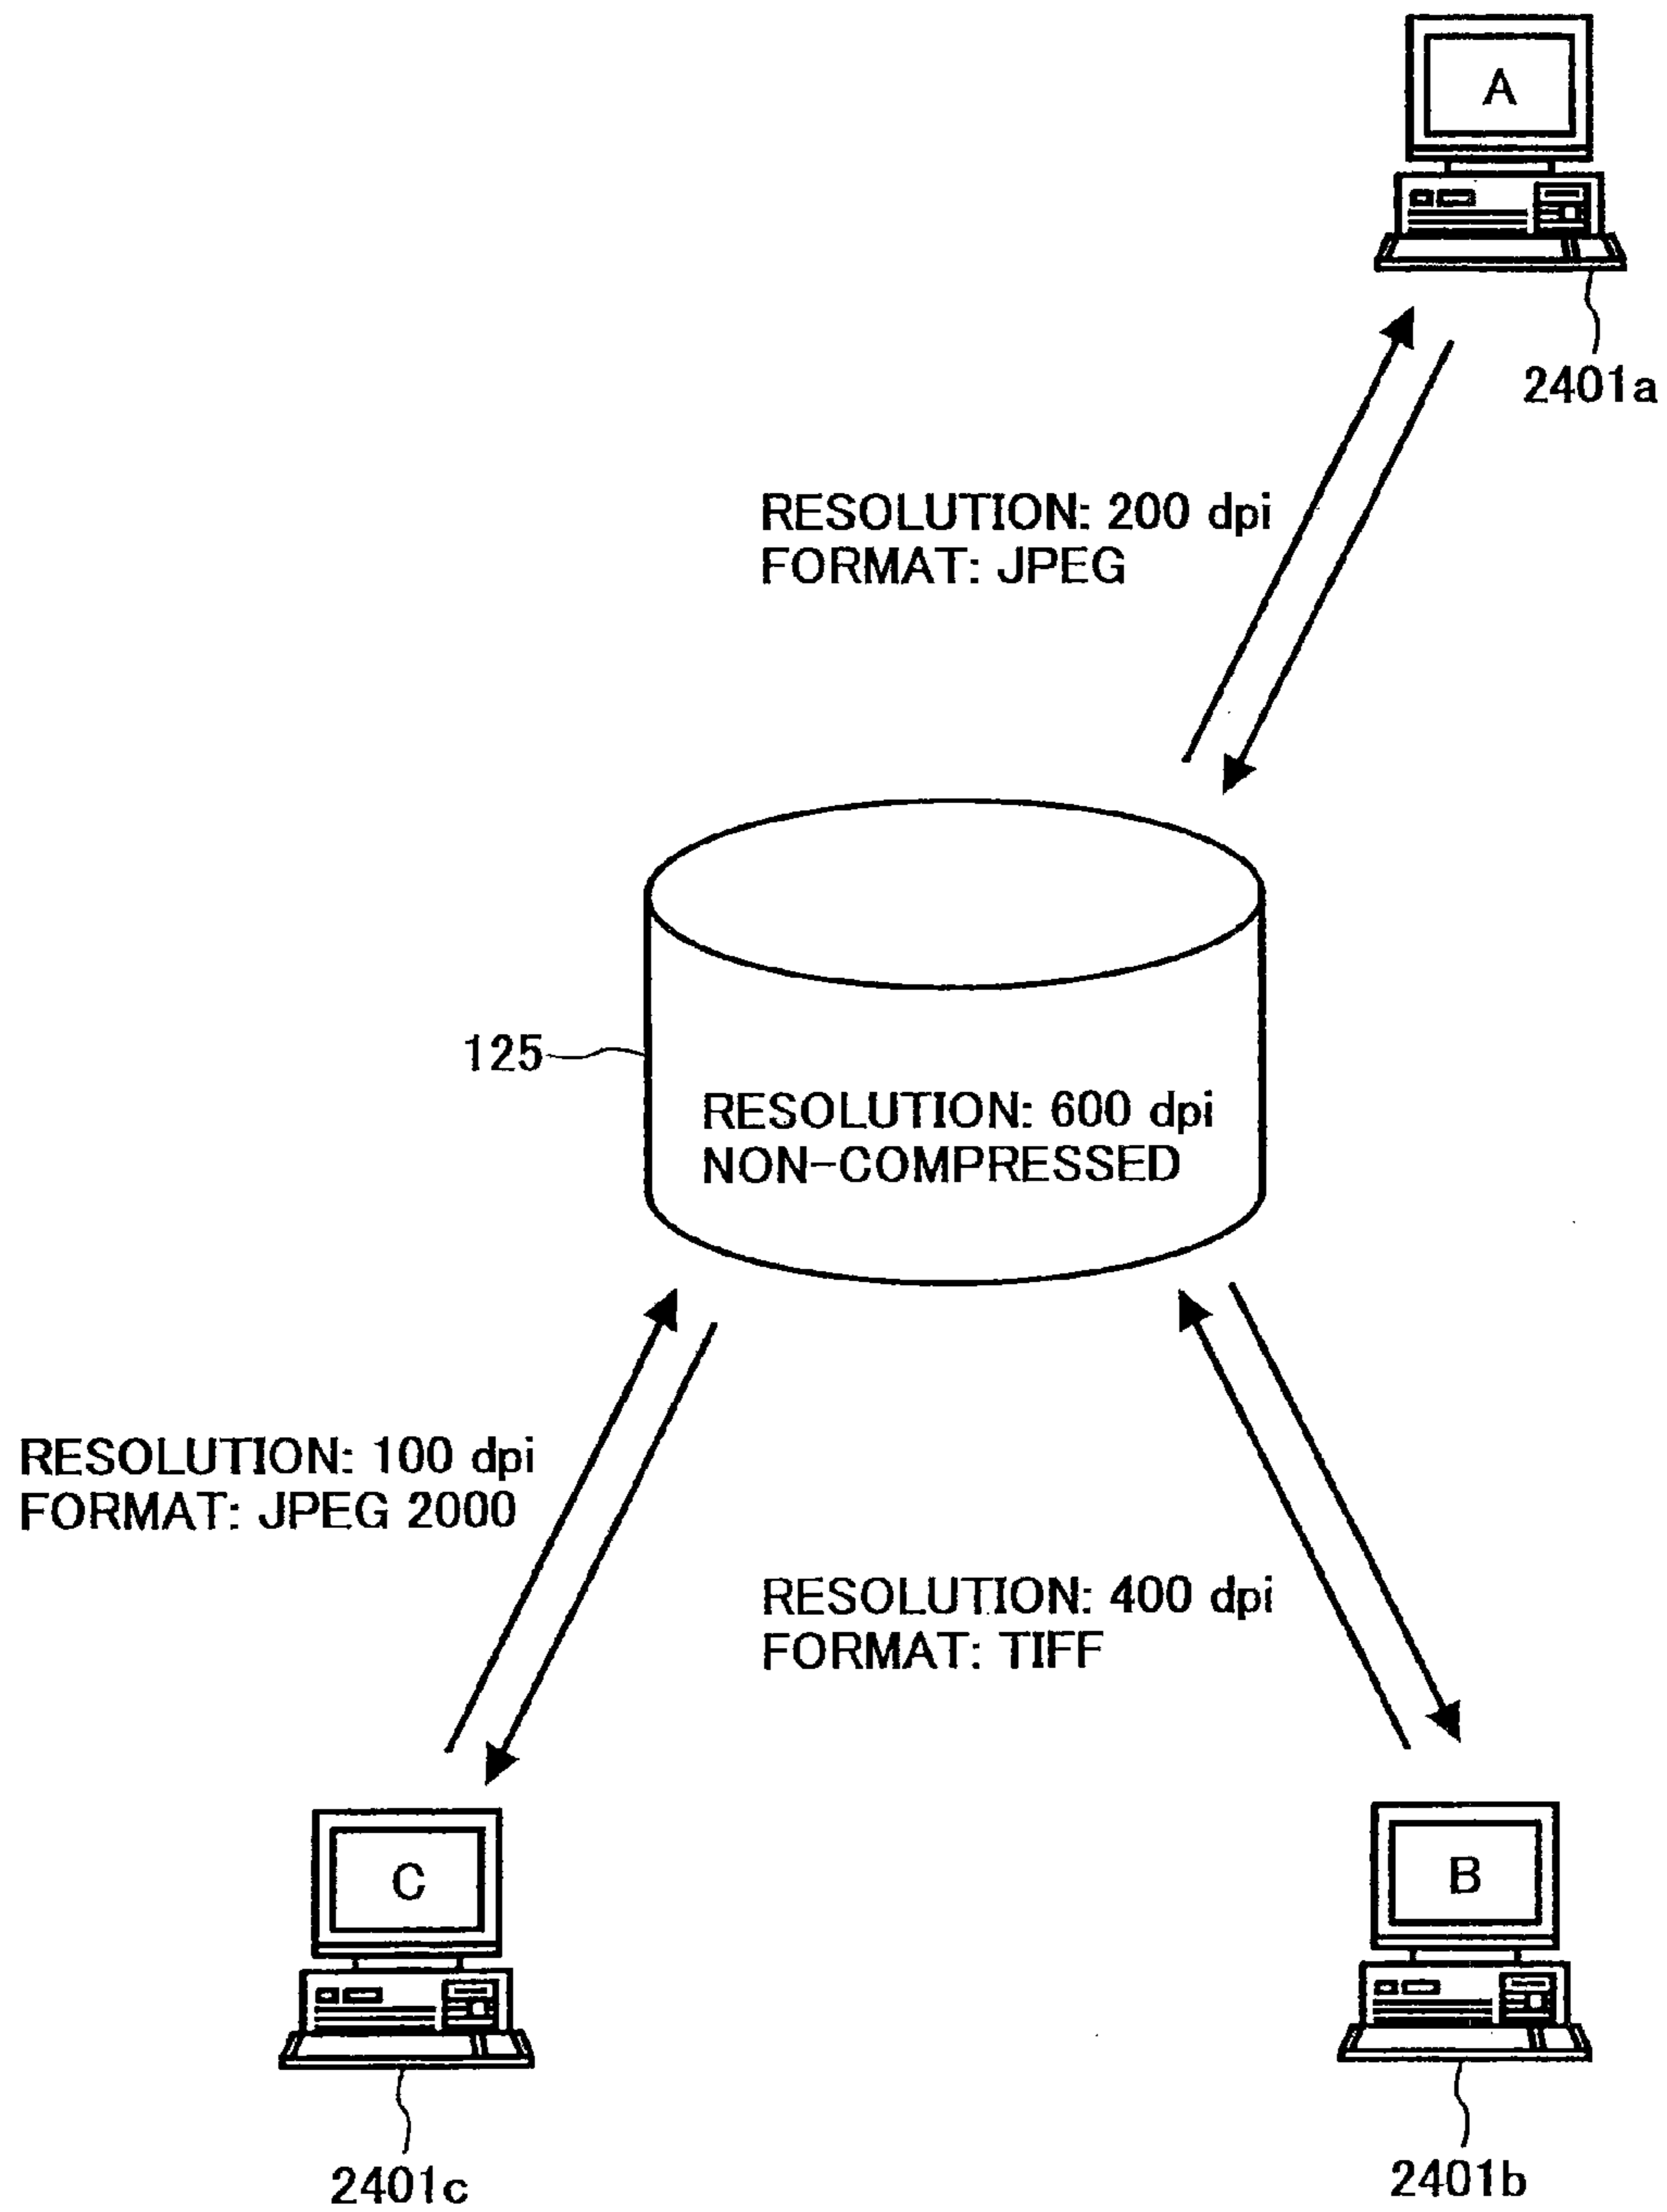 A
2401a
RESOLUTION: 200 dpi
FORMAT: JPEG
125
RESOLUTION: 600 dpi
NON-COMPRESSED
RESOLUTION: 100 dpi
FORMAT: JPEG 2000
RESOLUTION: 400 dpi
FORMAT: TIFF
C
B
2401c
2401b